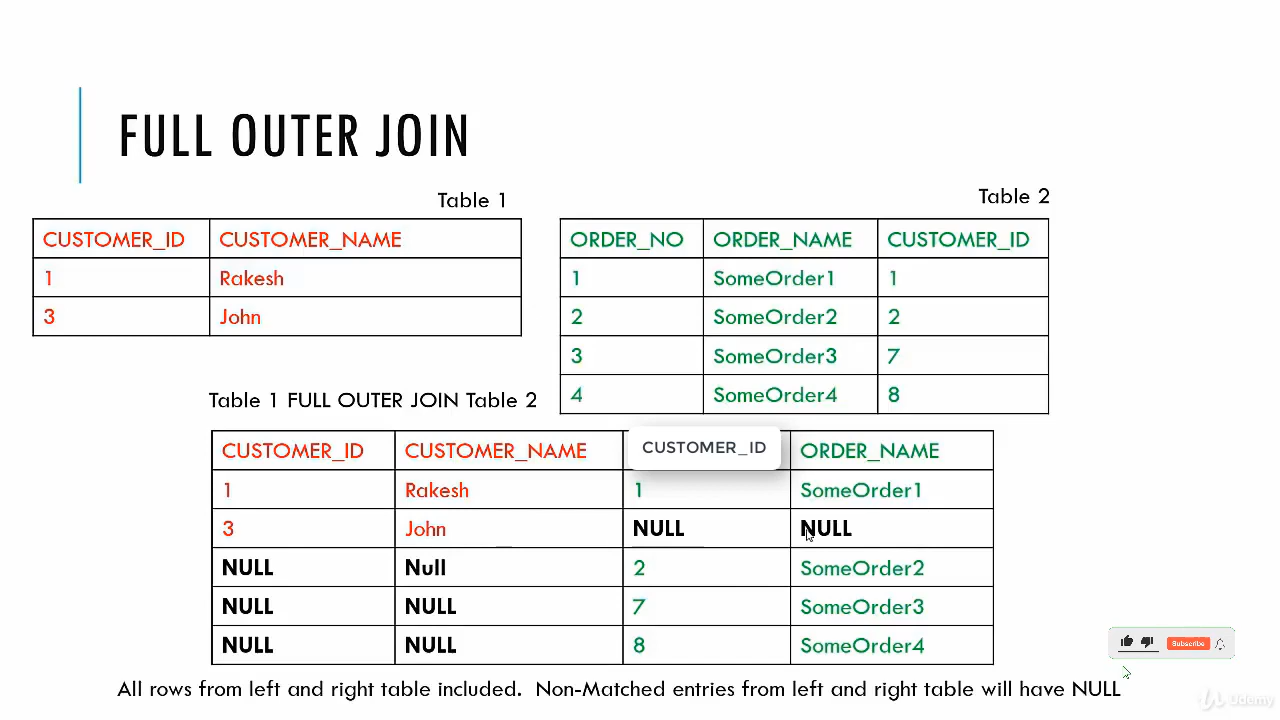 FULL OUTER JOIN
Table 1
Table 2
CUSTOMER_ID CUSTOMER_NAME
1 Rakesh
3 John
ORDER_NO ORDER_NAME CUSTOMER_ID
1 SomeOrder1 1
2 SomeOrder2 2
3 SomeOrder3 7
4 SomeOrder4 8
Table 1 FULL OUTER JOIN Table 2
CUSTOMER_ID CUSTOMER_NAME CUSTOMER_ID ORDER_NAME
1 Rakesh 1 SomeOrder1
3 John NULL NULL
NULL Null 2 SomeOrder2
NULL NULL 7 SomeOrder3
NULL NULL 8 SomeOrder4
Subscribe
All rows from left and right table included. Non-Matched entries from left and right table will have NULL
Udemy